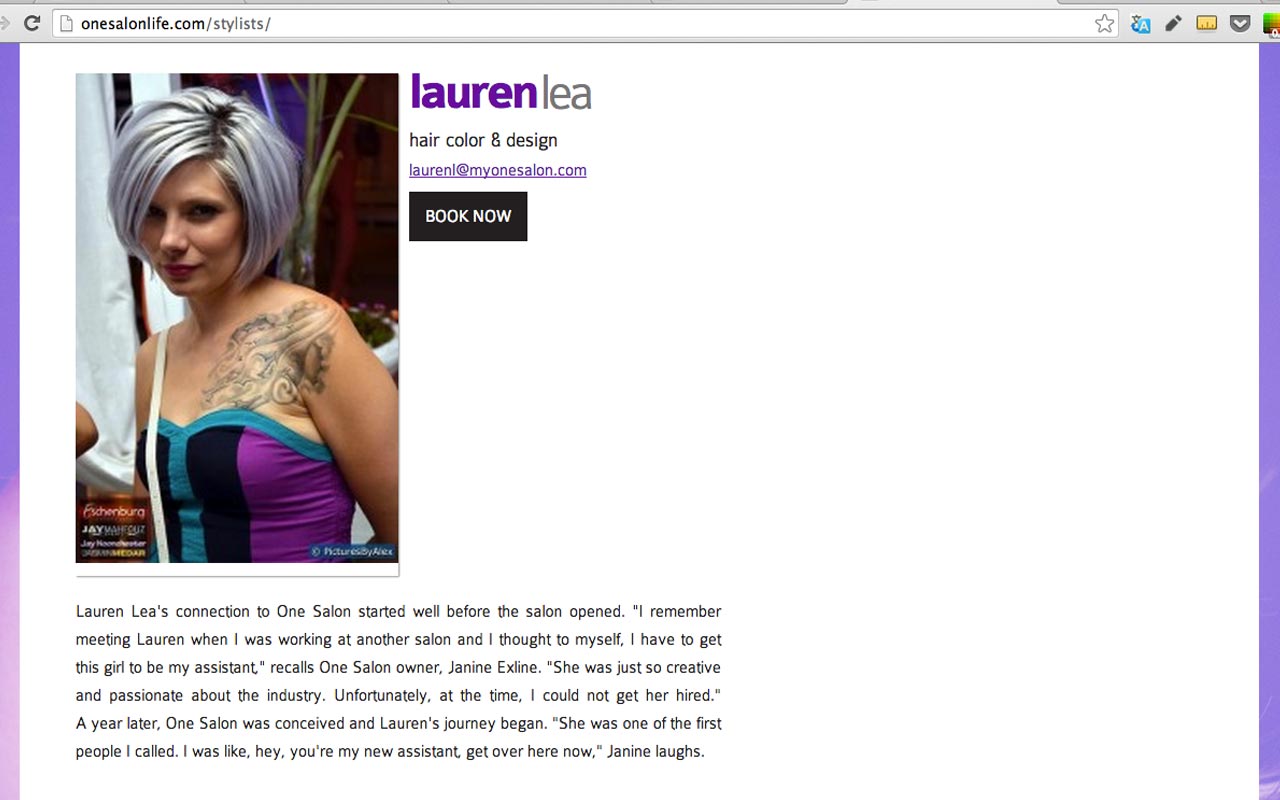 onesalonlife.com/stylists/
laurenlea
hair color & design
laurenl@myonesalon.com
BOOK NOW
Eschenburg
JAYMAHFOUZ
Jay Noonchester
JASMINMEDAR
© PicturesByAlex
Lauren Lea's connection to One Salon started well before the salon opened. "I remember
meeting Lauren when I was working at another salon and I thought to myself, I have to get
this girl to be my assistant," recalls One Salon owner, Janine Exline. "She was just so creative
and passionate about the industry. Unfortunately, at the time, I could not get her hired."
A year later, One Salon was conceived and Lauren's journey began. "She was one of the first
people I called. I was like, hey, you're my new assistant, get over here now," Janine laughs.